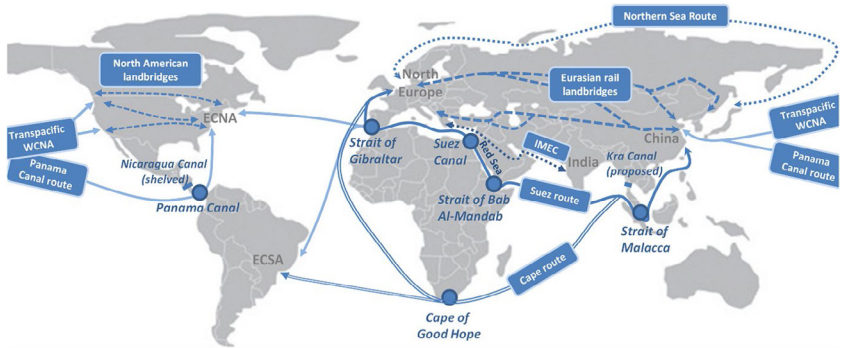 Northern Sea Route
North American
landbridges
North
Europe
Eurasian rail
landbridges
ECNA
Transpacific
WCNA
Transpacific
WCNA
China
Strait of
Gibraltar
Suez
Canal
Red Sea
IMEC
India
Kra Canal
(proposed)
Panama
Canal route
Panama
Canal route
Nicaragua Canal
(shelved)
Panama Canal
Strait of Bab
Al-Mandab
Suez route
Strait of
Malacca
ECSA
Cape route
Cape of
Good Hope